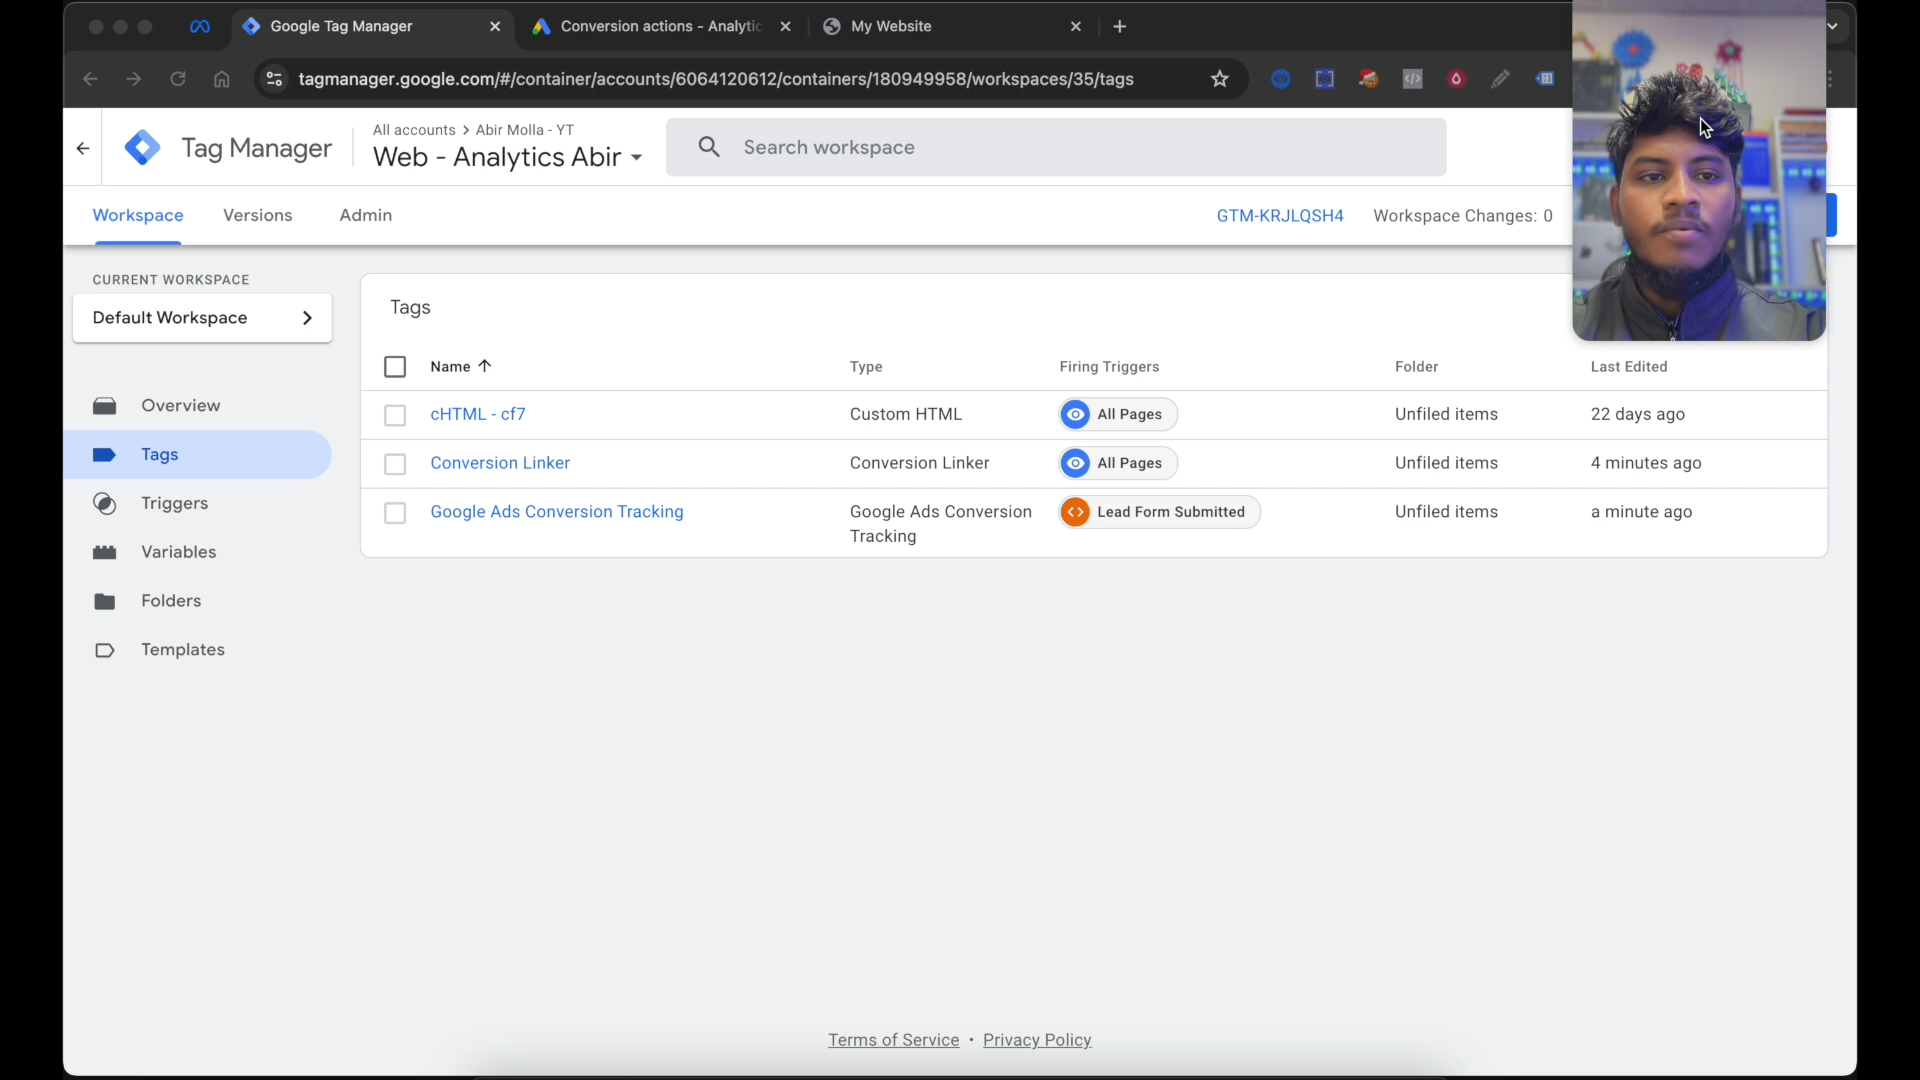 Google Tag Manager
Conversion actions - Analytic
My Website
tagmanager.google.com/#/container/accounts/6064120612/containers/180949958/workspaces/35/tags
Tag Manager
All accounts > Abir Molla - YT
Web - Analytics Abir
Search workspace
Workspace
Versions
Admin
GTM-KRJLQSH4
Workspace Changes: 0
CURRENT WORKSPACE
Default Workspace
Overview
Tags
Triggers
Variables
Folders
Templates
Tags
Name
Type
Firing Triggers
Folder
Last Edited
cHTML - cf7
Custom HTML
All Pages
Unfiled items
22 days ago
Conversion Linker
Conversion Linker
All Pages
Unfiled items
4 minutes ago
Google Ads Conversion Tracking
Google Ads Conversion
Tracking
Lead Form Submitted
Unfiled items
a minute ago
Terms of Service • Privacy Policy